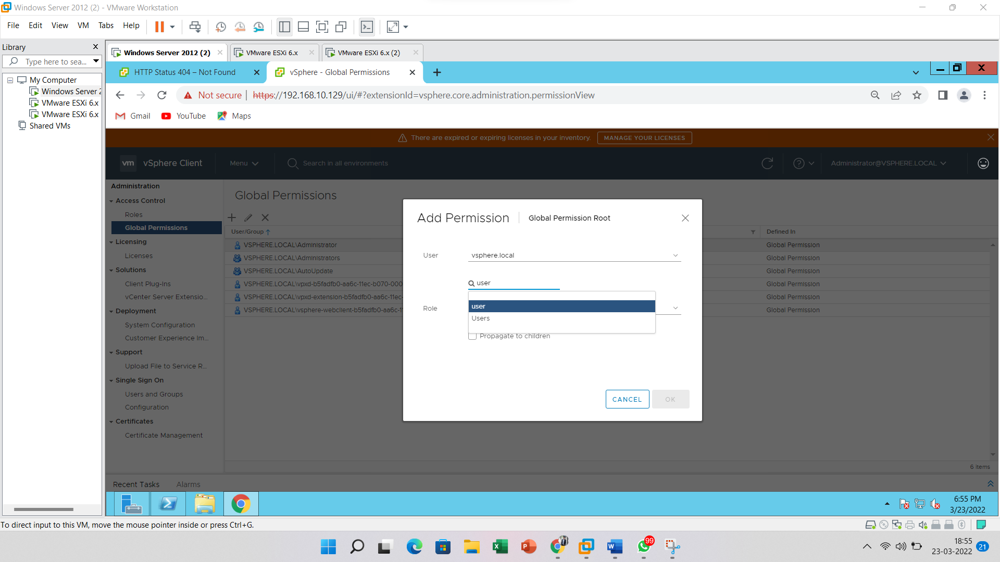 Windows Server 2012 (2) - VMware Workstation
File Edit View VM Tabs Help
Library
Type here to sea...
My Computer
Windows Server 2
VMware ESXi 6.x
VMware ESXi 6.x
Shared VMs
Windows Server 2012 (2)
VMware ESXi 6.x
VMware ESXi 6.x (2)
HTTP Status 404 – Not Found
vSphere - Global Permissions
Not secure
https://192.168.10.129/ui/#?extensionId=vsphere.core.administration.permissionView
Gmail YouTube Maps
There are expired or expiring licenses in your inventory.
MANAGE YOUR LICENSES
vm vSphere Client
Menu
Search in all environments
Administrator@VSPHERE.LOCAL
Administration
Access Control
Roles
Global Permissions
Licensing
Licenses
Solutions
Client Plug-Ins
vCenter Server Extensio...
Deployment
System Configuration
Customer Experience Im...
Support
Upload File to Service R...
Single Sign On
Users and Groups
Configuration
Certificates
Certificate Management
Global Permissions
User/Group
Defined In
VSPHERE.LOCAL\Administrator
Global Permission
VSPHERE.LOCAL\Administrators
Global Permission
VSPHERE.LOCAL\AutoUpdate
Global Permission
VSPHERE.LOCAL\vpxd-b5fadfb0-aa6c-11ec-b070-000
Global Permission
VSPHERE.LOCAL\vpxd-extension-b5fadfb0-aa6c-11ec-
Global Permission
VSPHERE.LOCAL\vsphere-webclient-b5fadfb0-aa6c-1
Global Permission
6 items
Add Permission
Global Permission Root
User
vsphere.local
user
user
Users
Role
Propagate to children
CANCEL
OK
Recent Tasks Alarms
6:55 PM
3/23/2022
To direct input to this VM, move the mouse pointer inside or press Ctrl+G.
99
18:55
23-03-2022
21